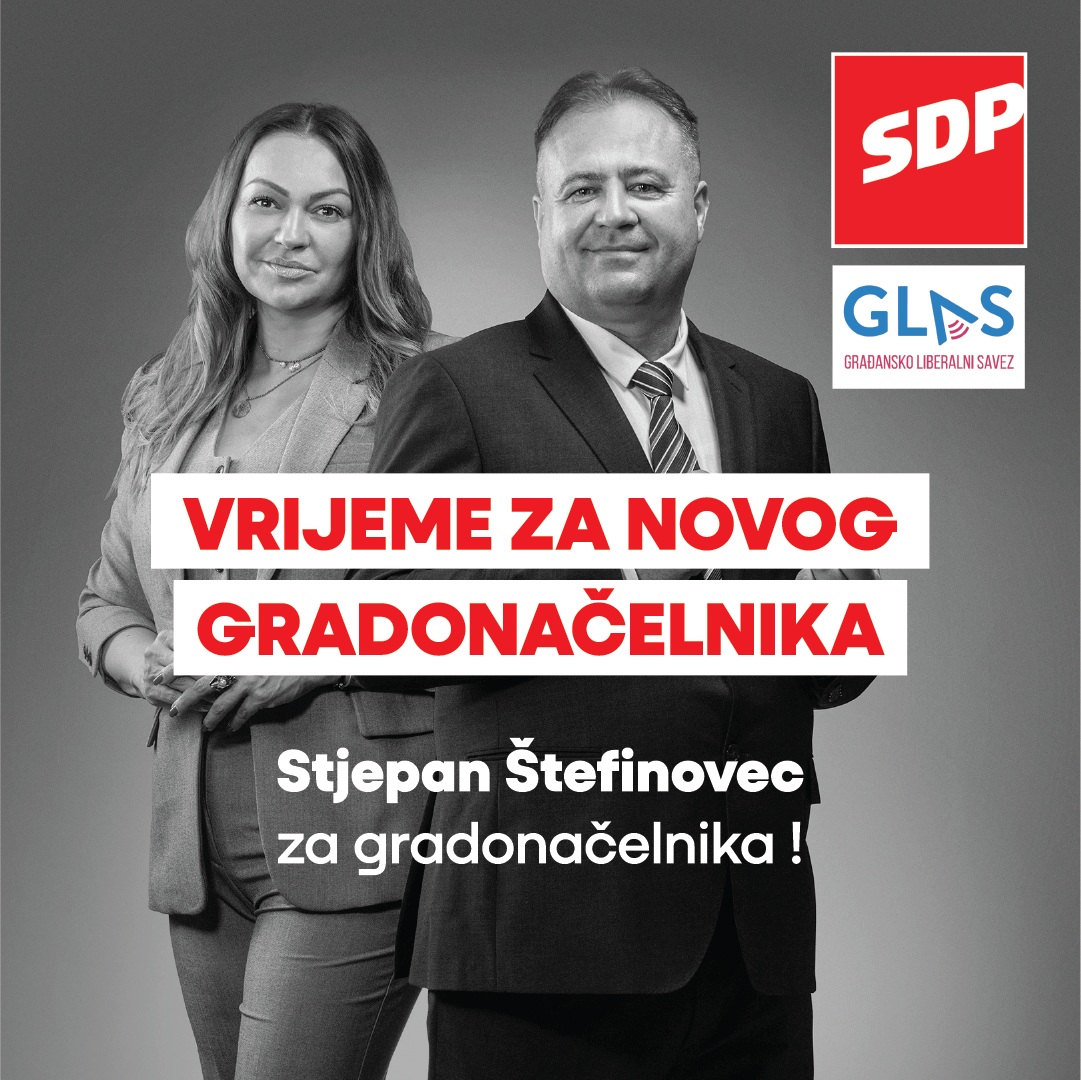 SDP
GLAS
GRAĐANSKO LIBERALNI SAVEZ
VRIJEME ZA NOVOG
GRADONAČELNIKA
Stjepan Štefinovec
za gradonačelnika !